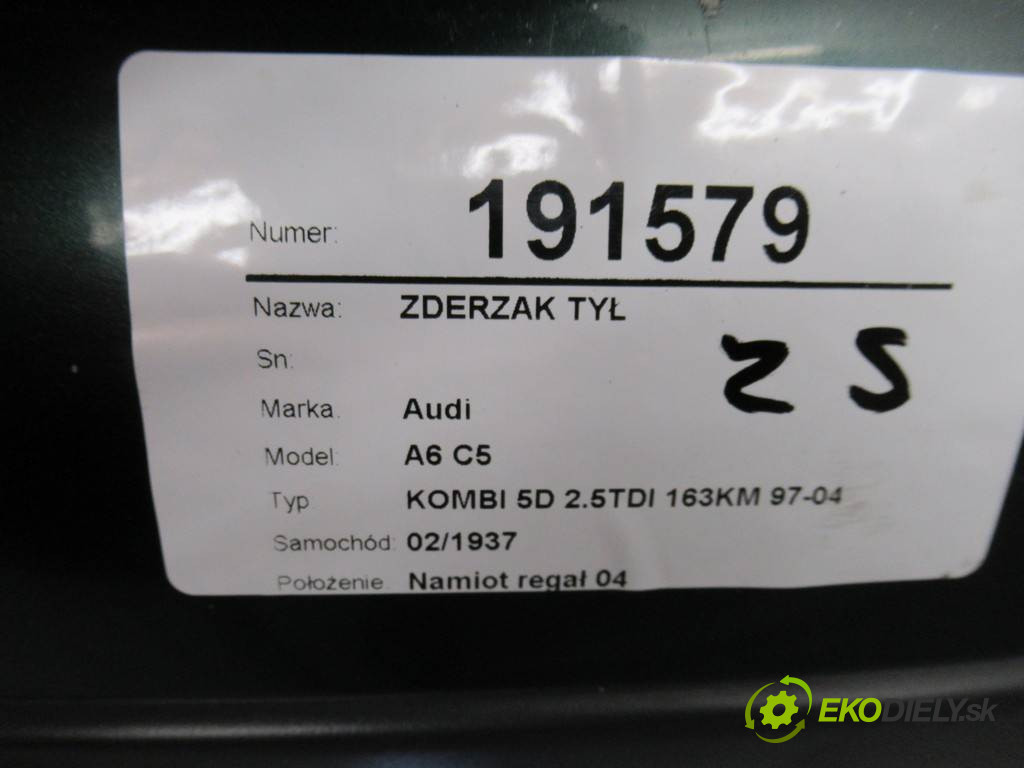 Numer: 191579
Nazwa: ZDERZAK TYŁ
Sn:
Marka: Audi
Model: A6 C5
Typ KOMBI 5D 2.5TDI 163KM 97-04
Samochód: 02/1937
Położenie Namiot regał 04
EKODIELY.sk